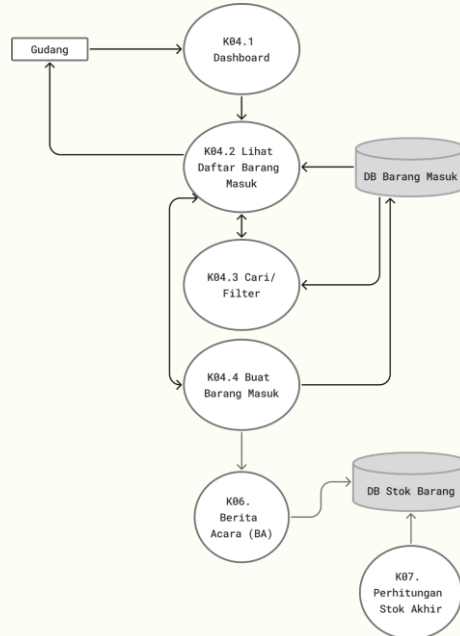 K04.1
Dashboard
Gudang
K04.2 Lihat
Daftar Barang
Masuk
DB Barang Masuk
K04.3 Cari/
Filter
K04.4 Buat
Barang Masuk
DB Stok Barang
K06.
Berita
Acara (BA)
K07.
Perhitungan
Stok Akhir